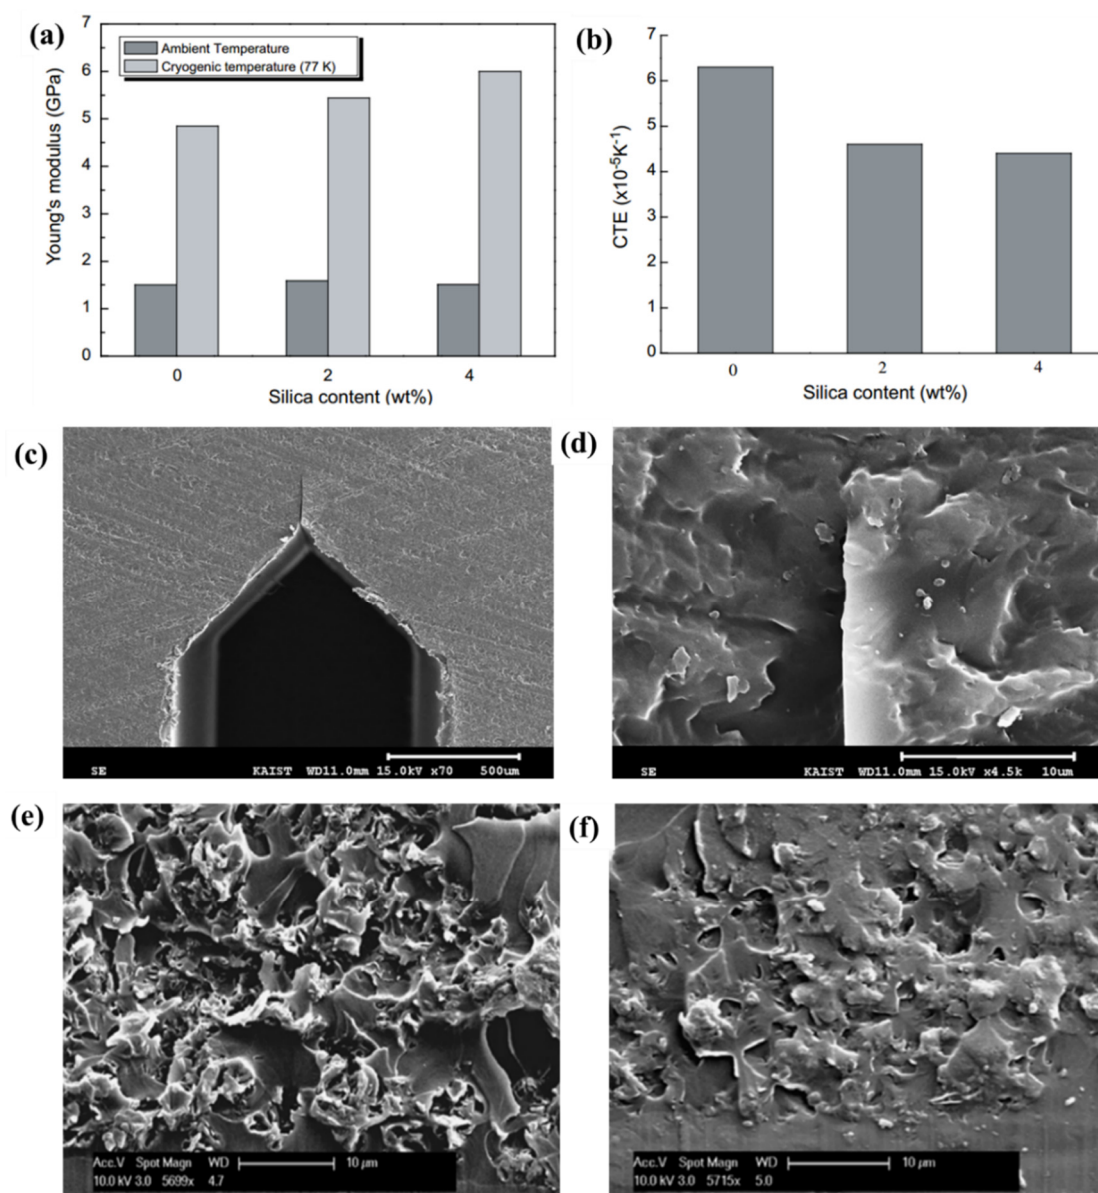 (a)
Ambient Temperature
Cryogenic temperature (77 K)
Young's modulus (GPa)
7
6
5
4
3
2
1
0
0 2 4
Silica content (wt%)
(b)
CTE (x10⁻⁵K⁻¹)
7
6
5
4
3
2
1
0
0 2 4
Silica content (wt%)
(c)
SE KAIST WD11.0mm 15.0kV x70 500um
(d)
SE KAIST WD11.0mm 15.0kV x4.5k 10um
(e)
Acc.V Spot Magn WD 10 µm
10.0 kV 3.0 5699x 4.7
(f)
Acc.V Spot Magn WD 10 µm
10.0 kV 3.0 5715x 5.0